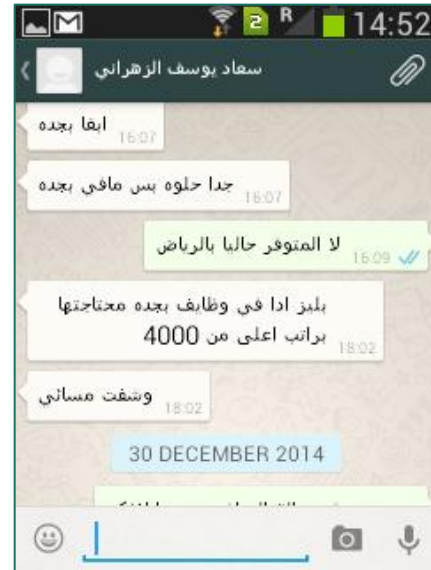 2 R 14:52
سعاد يوسف الزهراني
ابقا بجده
16:07
جدا حلوه بس مافي بجده
16:07
لا المتوفر حاليا بالرياض
16:09
بليز ادا في وظايف بجده محتاجتها
براتب اعلى من 4000
18:02
وشفت مسائي
18:02
30 DECEMBER 2014